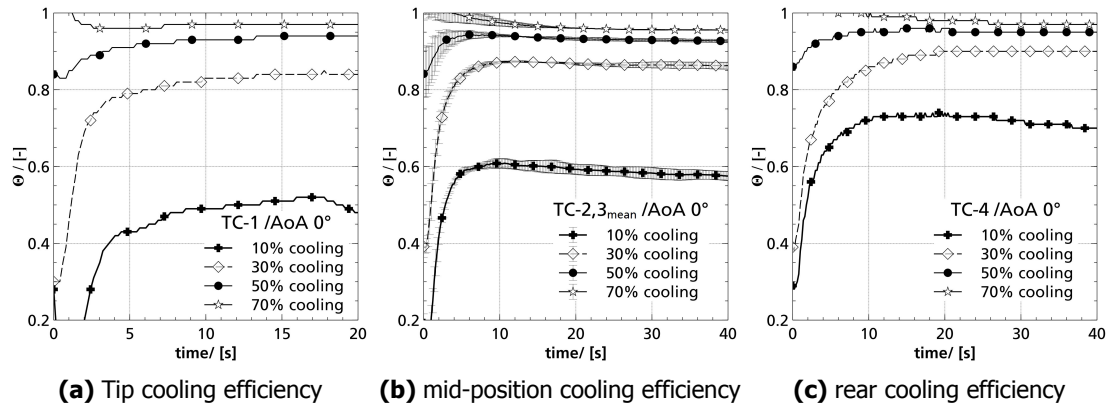 1
0.8
0.6
0.4
0.2
Θ / [-]
TC-1 /AoA 0°
10% cooling
30% cooling
50% cooling
70% cooling
0
5
10
15
20
time/ [s]
(a) Tip cooling efficiency
1
0.8
0.6
0.4
0.2
Θ / [-]
TC-2,3mean /AoA 0°
10% cooling
30% cooling
50% cooling
70% cooling
0
10
20
30
40
time/ [s]
(b) mid-position cooling efficiency
1
0.8
0.6
0.4
0.2
Θ / [-]
TC-4 /AoA 0°
10% cooling
30% cooling
50% cooling
70% cooling
0
10
20
30
40
time/ [s]
(c) rear cooling efficiency